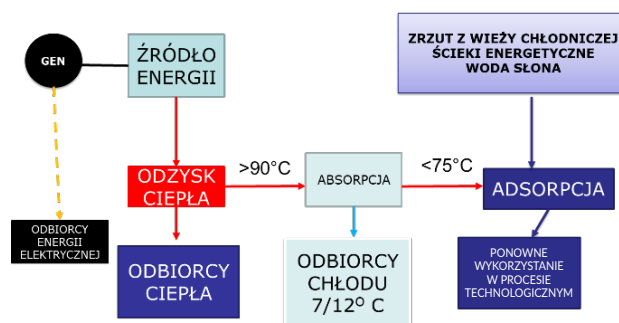 GEN
ŹRÓDŁO
ENERGII
ZRZUT Z WIEŻY CHŁODNICZEJ
ŚCIEKI ENERGETYCZNE
WODA SŁONA
ODZYSK
CIEPŁA
>90°C
ABSORPCJA
<75°C
ADSORPCJA
ODBIORCY
ENERGII
ELEKTRYCZNEJ
ODBIORCY
CIEPŁA
ODBIORCY
CHŁODU
7/12⁰ C
PONOWNE
WYKORZYSTANIE
W PROCESIE
TECHNOLOGICZNYM